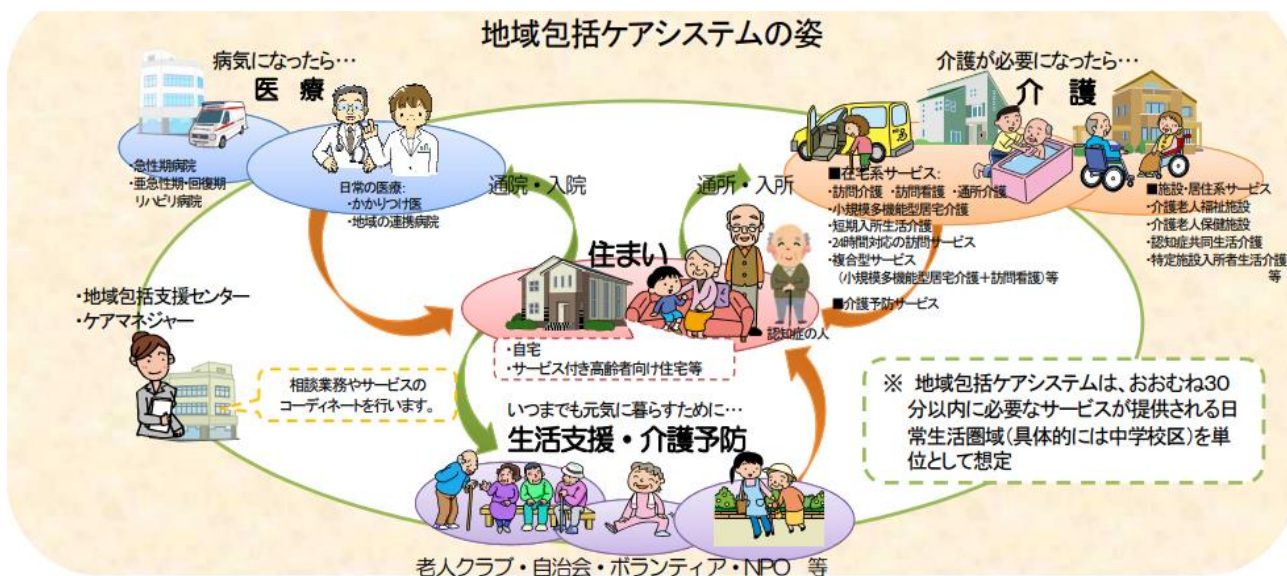 地域包括ケアシステムの姿
病気になったら…
医 療
・急性期病院
・亜急性期・回復期
リハビリ病院
日常の医療:
・かかりつけ医
・地域の連携病院
通院・入院
通所・入所
介護が必要になったら…
介 護
■在宅系サービス:
・訪問介護 ・訪問看護 ・通所介護
・小規模多機能型居宅介護
・短期入所生活介護
・24時間対応の訪問サービス
・複合型サービス
(小規模多機能型居宅介護+訪問看護)等
■介護予防サービス
■施設・居住系サービス
・介護老人福祉施設
・介護老人保健施設
・認知症共同生活介護
・特定施設入所者生活介護
等
住まい
・自宅
・サービス付き高齢者向け住宅等
認知症の人
・地域包括支援センター
・ケアマネジャー
相談業務やサービスの
コーディネートを行います。
いつまでも元気に暮らすために…
生活支援・介護予防
老人クラブ・自治会・ボランティア・NPO 等
※ 地域包括ケアシステムは、おおむね30
分以内に必要なサービスが提供される日
常生活圏域(具体的には中学校区)を単
位として想定